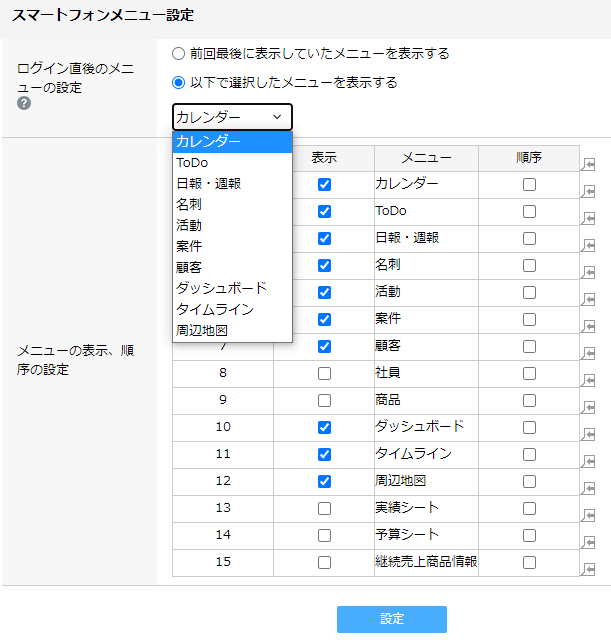 スマートフォンメニュー設定
ログイン直後のメニ
ューの設定
?
前回最後に表示していたメニューを表示する
以下で選択したメニューを表示する
カレンダー
カレンダー
ToDo
日報・週報
名刺
活動
案件
顧客
ダッシュボード
タイムライン
周辺地図
メニューの表示、順
序の設定
表示 メニュー 順序
カレンダー
ToDo
日報・週報
名刺
活動
案件
7 顧客
8 社員
9 商品
10 ダッシュボード
11 タイムライン
12 周辺地図
13 実績シート
14 予算シート
15 継続売上商品情報
設定